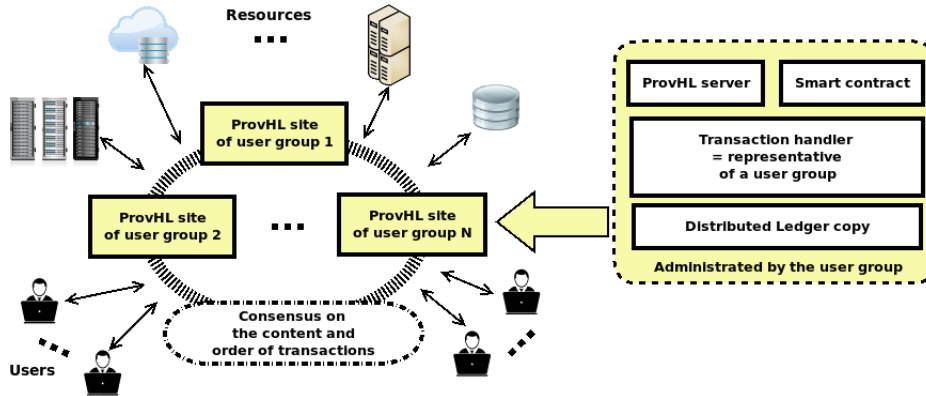 Resources
ProvHL site
of user group 1
ProvHL site
of user group 2
ProvHL site
of user group N
Consensus on
the content and
order of transactions
Users
ProvHL server
Smart contract
Transaction handler
= representative
of a user group
Distributed Ledger copy
Administrated by the user group